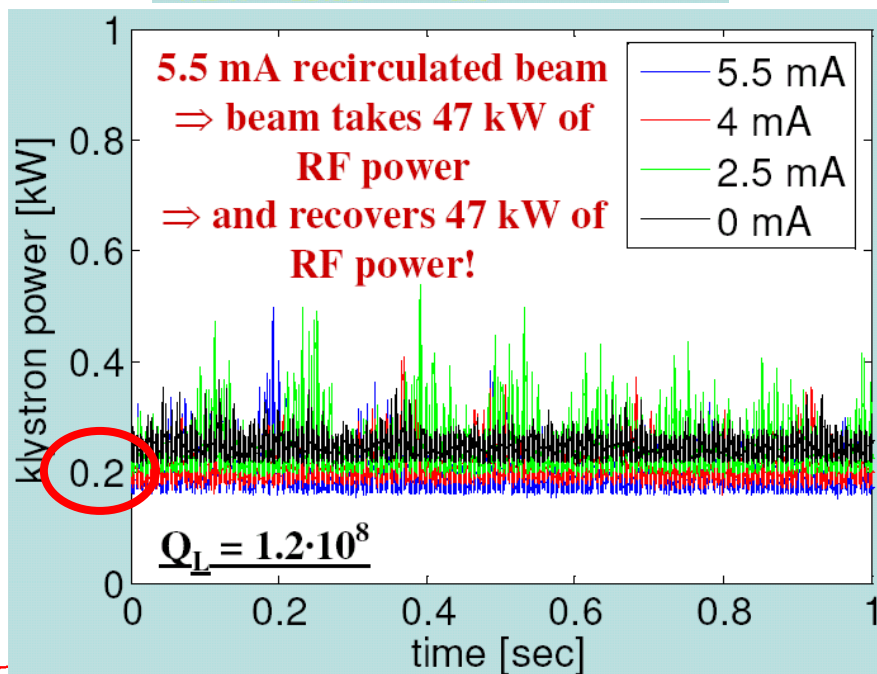 5.5 mA recirculated beam
⇒ beam takes 47 kW of
RF power
⇒ and recovers 47 kW of
RF power!
5.5 mA
4 mA
2.5 mA
0 mA
klystron power [kW]
1
0.8
0.6
0.4
0.2
0
Q_L = 1.2·10⁸
0 0.2 0.4 0.6 0.8 1
time [sec]